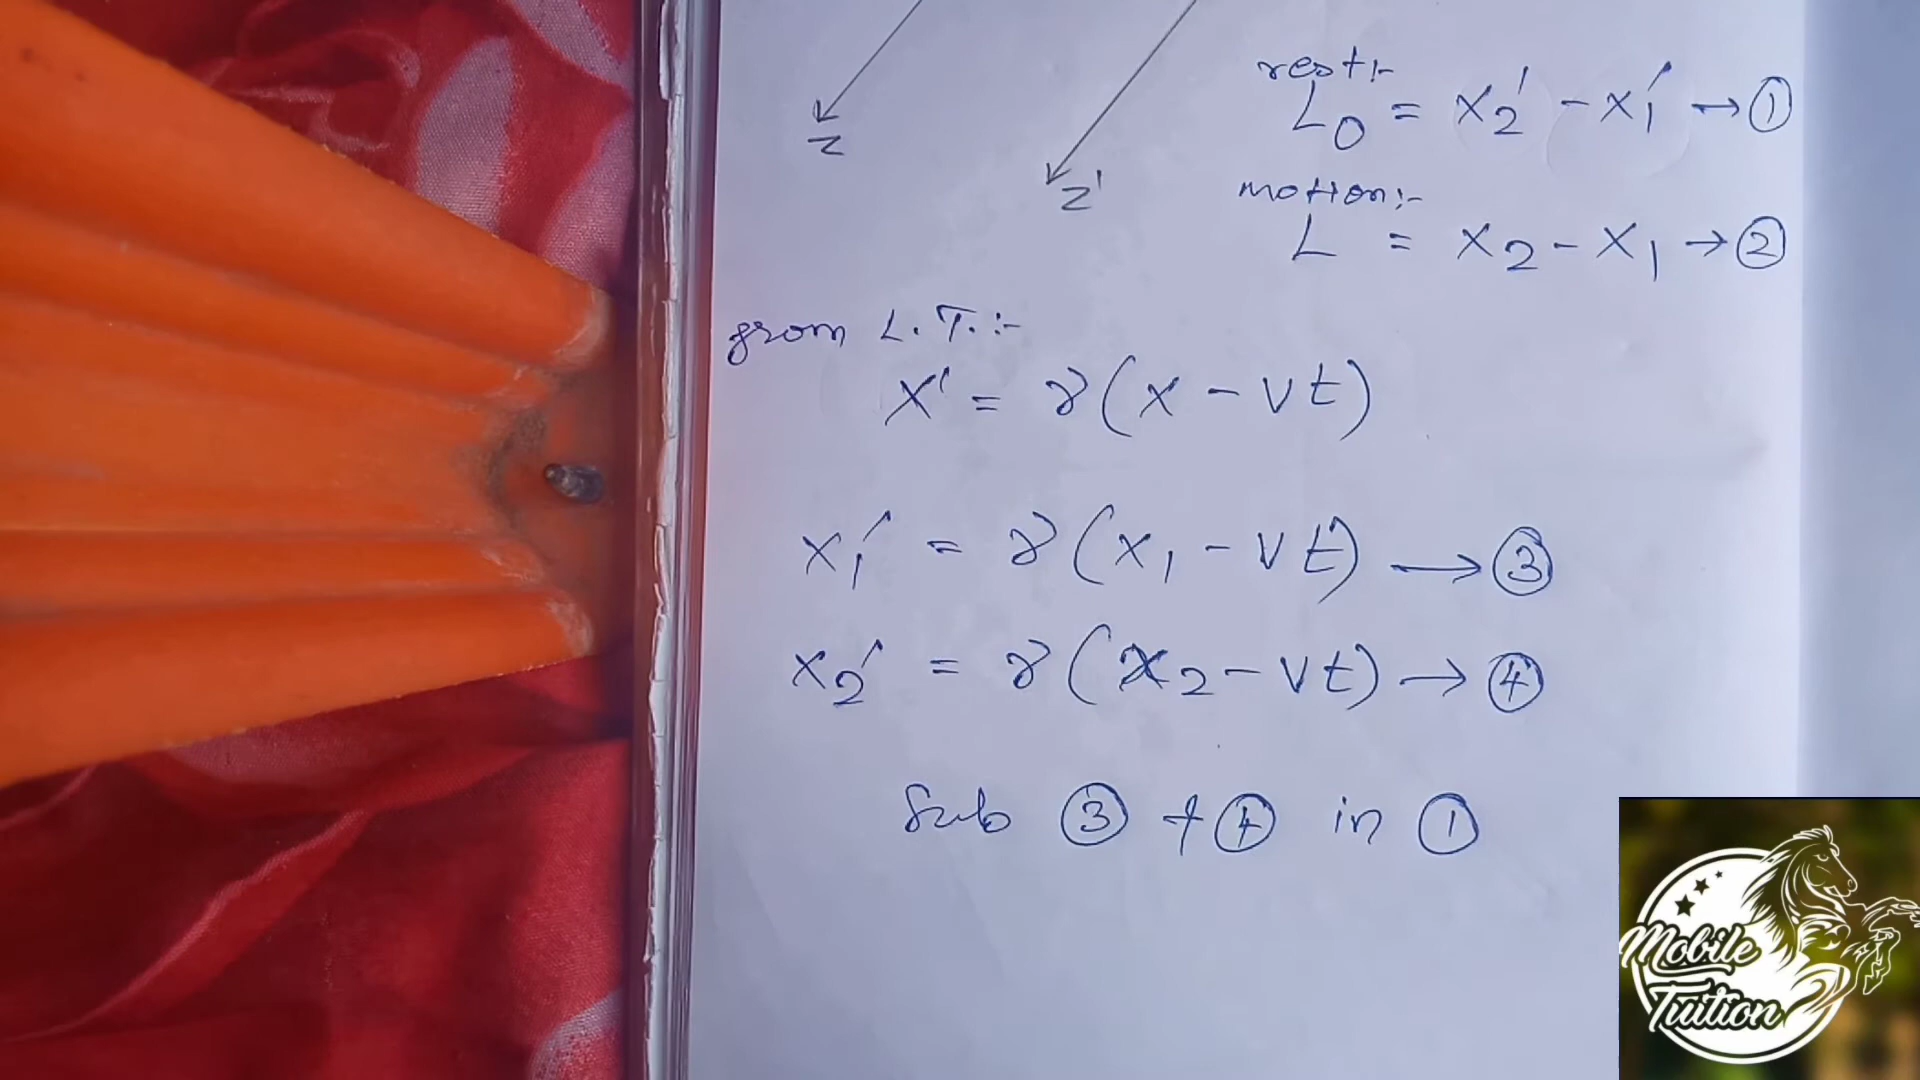 rest:-
L₀ = x₂′ - x₁′ → ①
z
z′
motion:-
L = x₂ - x₁ → ②
from L.T. :-
x′ = γ(x - vt)
x₁′ = γ(x₁ - vt) → ③
x₂′ = γ(x₂ - vt) → ④
Sub ③ & ④ in ①
Mobile
Tuition